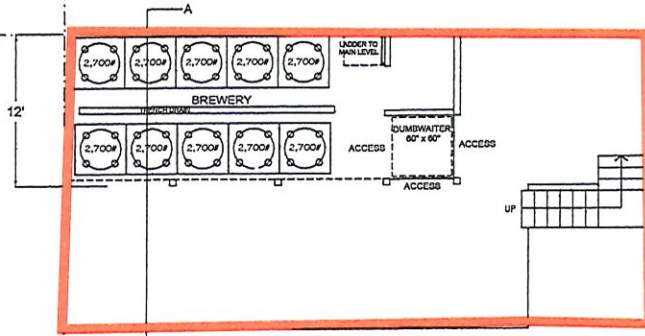 A
LADDER TO
MAIN LEVEL
2,700# 2,700# 2,700# 2,700# 2,700#
12'
BREWERY
TRENCH DRAIN
DUMBWAITER
60" x 60"
2,700# 2,700# 2,700# 2,700# 2,700#
ACCESS
ACCESS
ACCESS
UP